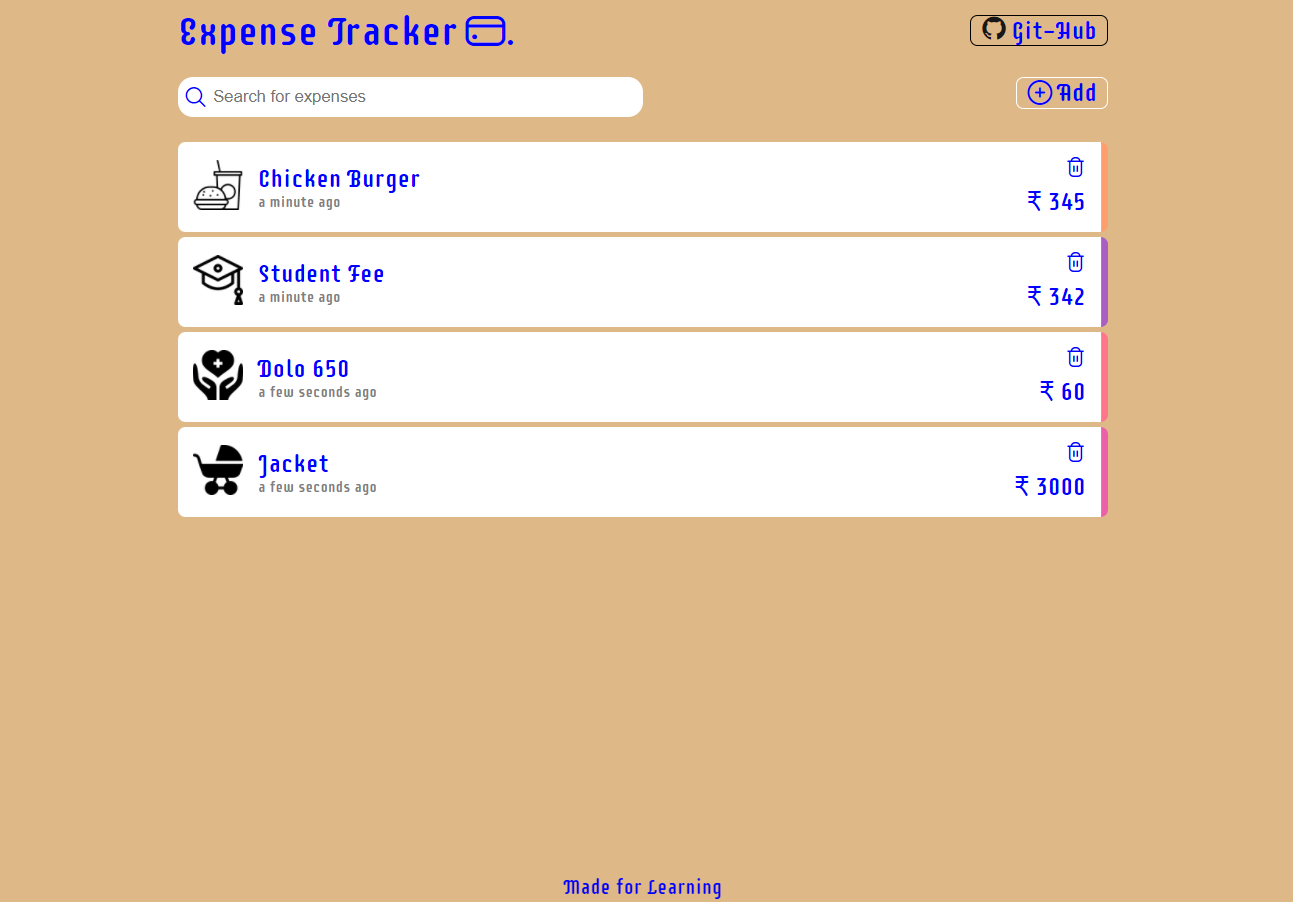 Expense Tracker .
Git-Hub
Search for expenses
Add
Chicken Burger
a minute ago
₹ 345
Student Fee
a minute ago
₹ 342
Dolo 650
a few seconds ago
₹ 60
Jacket
a few seconds ago
₹ 3000
Made for Learning